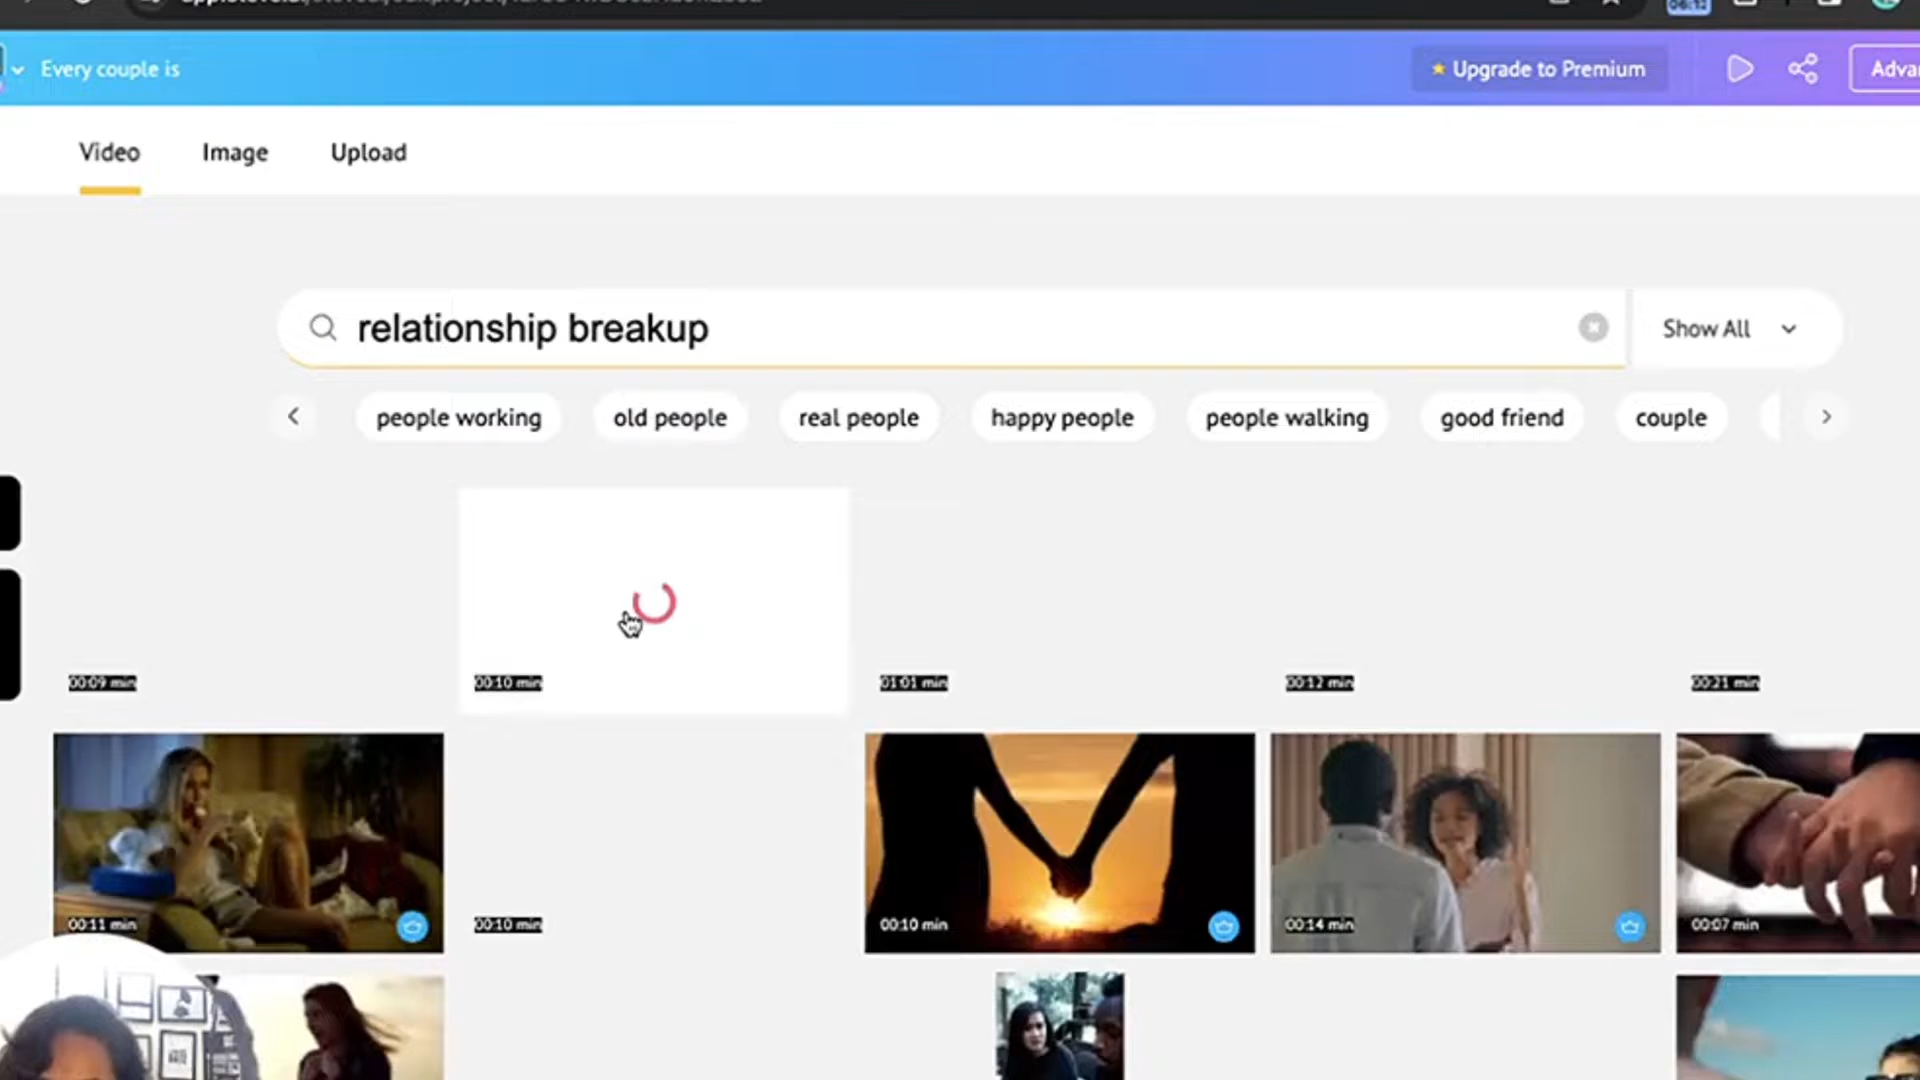 06:12
Every couple is
Upgrade to Premium
Video
Image
Upload
relationship breakup
Show All
people working
old people
real people
happy people
people walking
good friend
couple
00:09 min
00:10 min
01:01 min
00:12 min
00:21 min
00:11 min
00:10 min
00:10 min
00:14 min
00:07 min